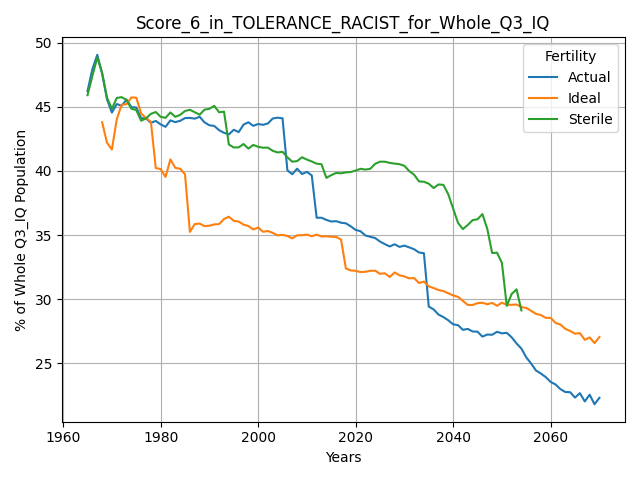 Score_6_in_TOLERANCE_RACIST_for_Whole_Q3_IQ
Fertility
Actual
Ideal
Sterile
% of Whole Q3_IQ Population
50
45
40
35
30
25
1960
1980
2000
2020
2040
2060
Years